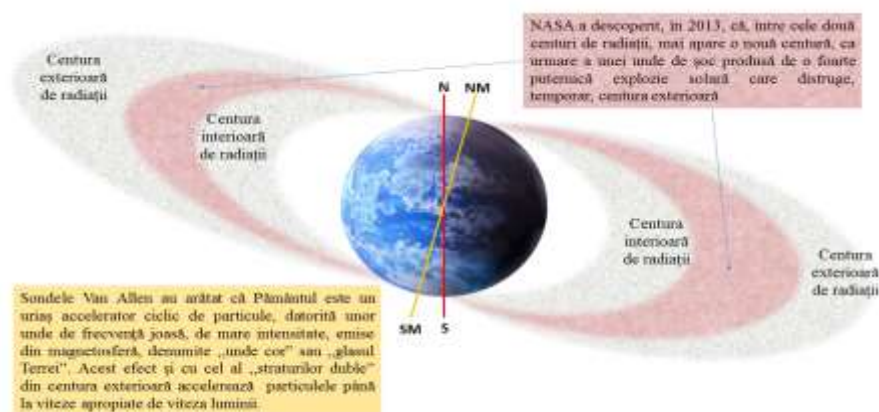 NASA a descoperit, în 2013, că, între cele două
centuri de radiații, mai apare o nouă centură, ca
urmare a unei unde de șoc produsă de o foarte
puternică explozie solară care distruge,
temporar, centura exterioară
Centura
exterioară
de radiații
Centura
interioară
de radiații
N NM
Centura
interioară
de radiații
Centura
exterioară
de radiații
SM S
Sondele Van Allen au arătat că Pământul este un
uriaș accelerator ciclic de particule, datorită unor
unde de frecvență joasă, de mare intensitate, emise
din magnetosferă, denumite „unde cor” sau „glasul
Terrei”. Acest efect și cu cel al „straturilor duble”
din centura exterioară accelerează particulele până
la viteze apropiate de viteza luminii.